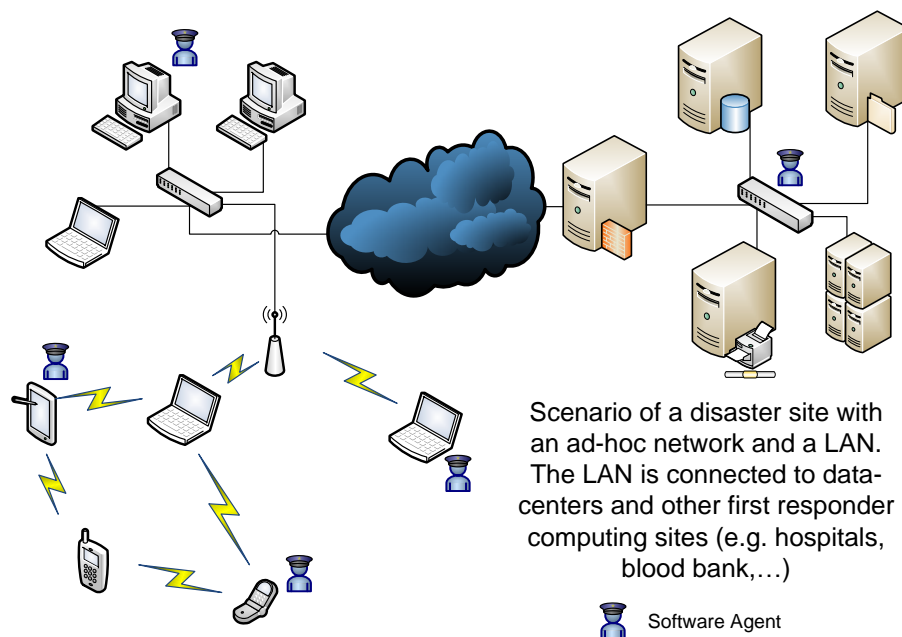 Scenario of a disaster site with
an ad-hoc network and a LAN.
The LAN is connected to data-
centers and other first responder
computing sites (e.g. hospitals,
blood bank,…)
Software Agent